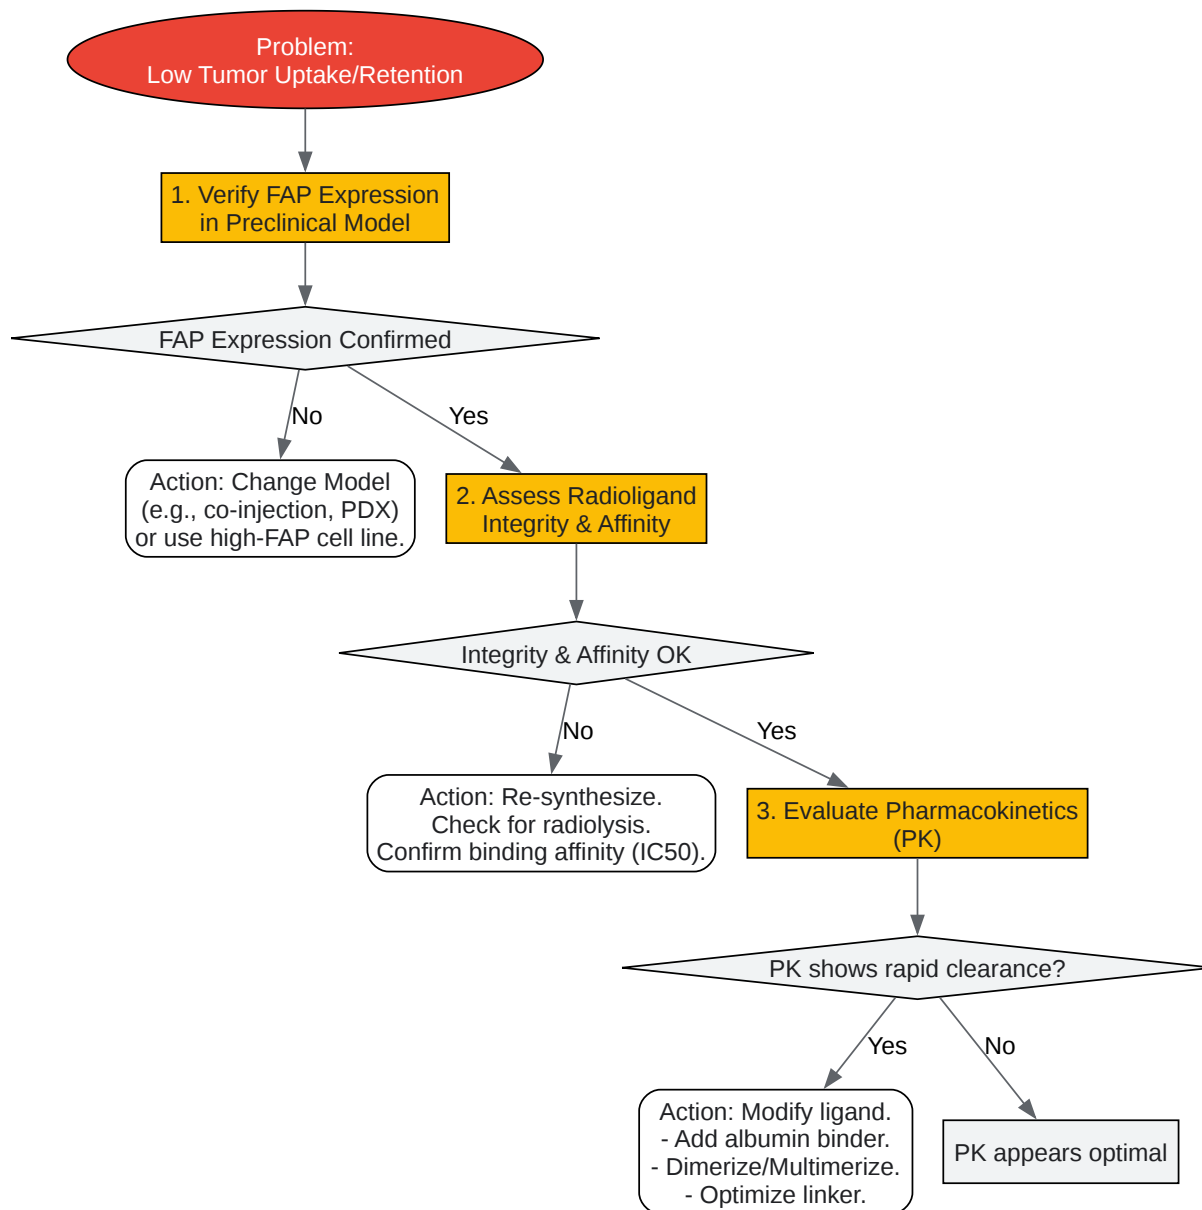 Problem:
Low Tumor Uptake/Retention
1. Verify FAP Expression
in Preclinical Model
FAP Expression Confirmed
No
Yes
Action: Change Model
(e.g., co-injection, PDX)
or use high-FAP cell line.
2. Assess Radioligand
Integrity & Affinity
Integrity & Affinity OK
No
Yes
Action: Re-synthesize.
Check for radiolysis.
Confirm binding affinity (IC50).
3. Evaluate Pharmacokinetics
(PK)
PK shows rapid clearance?
Yes
No
Action: Modify ligand.
- Add albumin binder.
- Dimerize/Multimerize.
- Optimize linker.
PK appears optimal